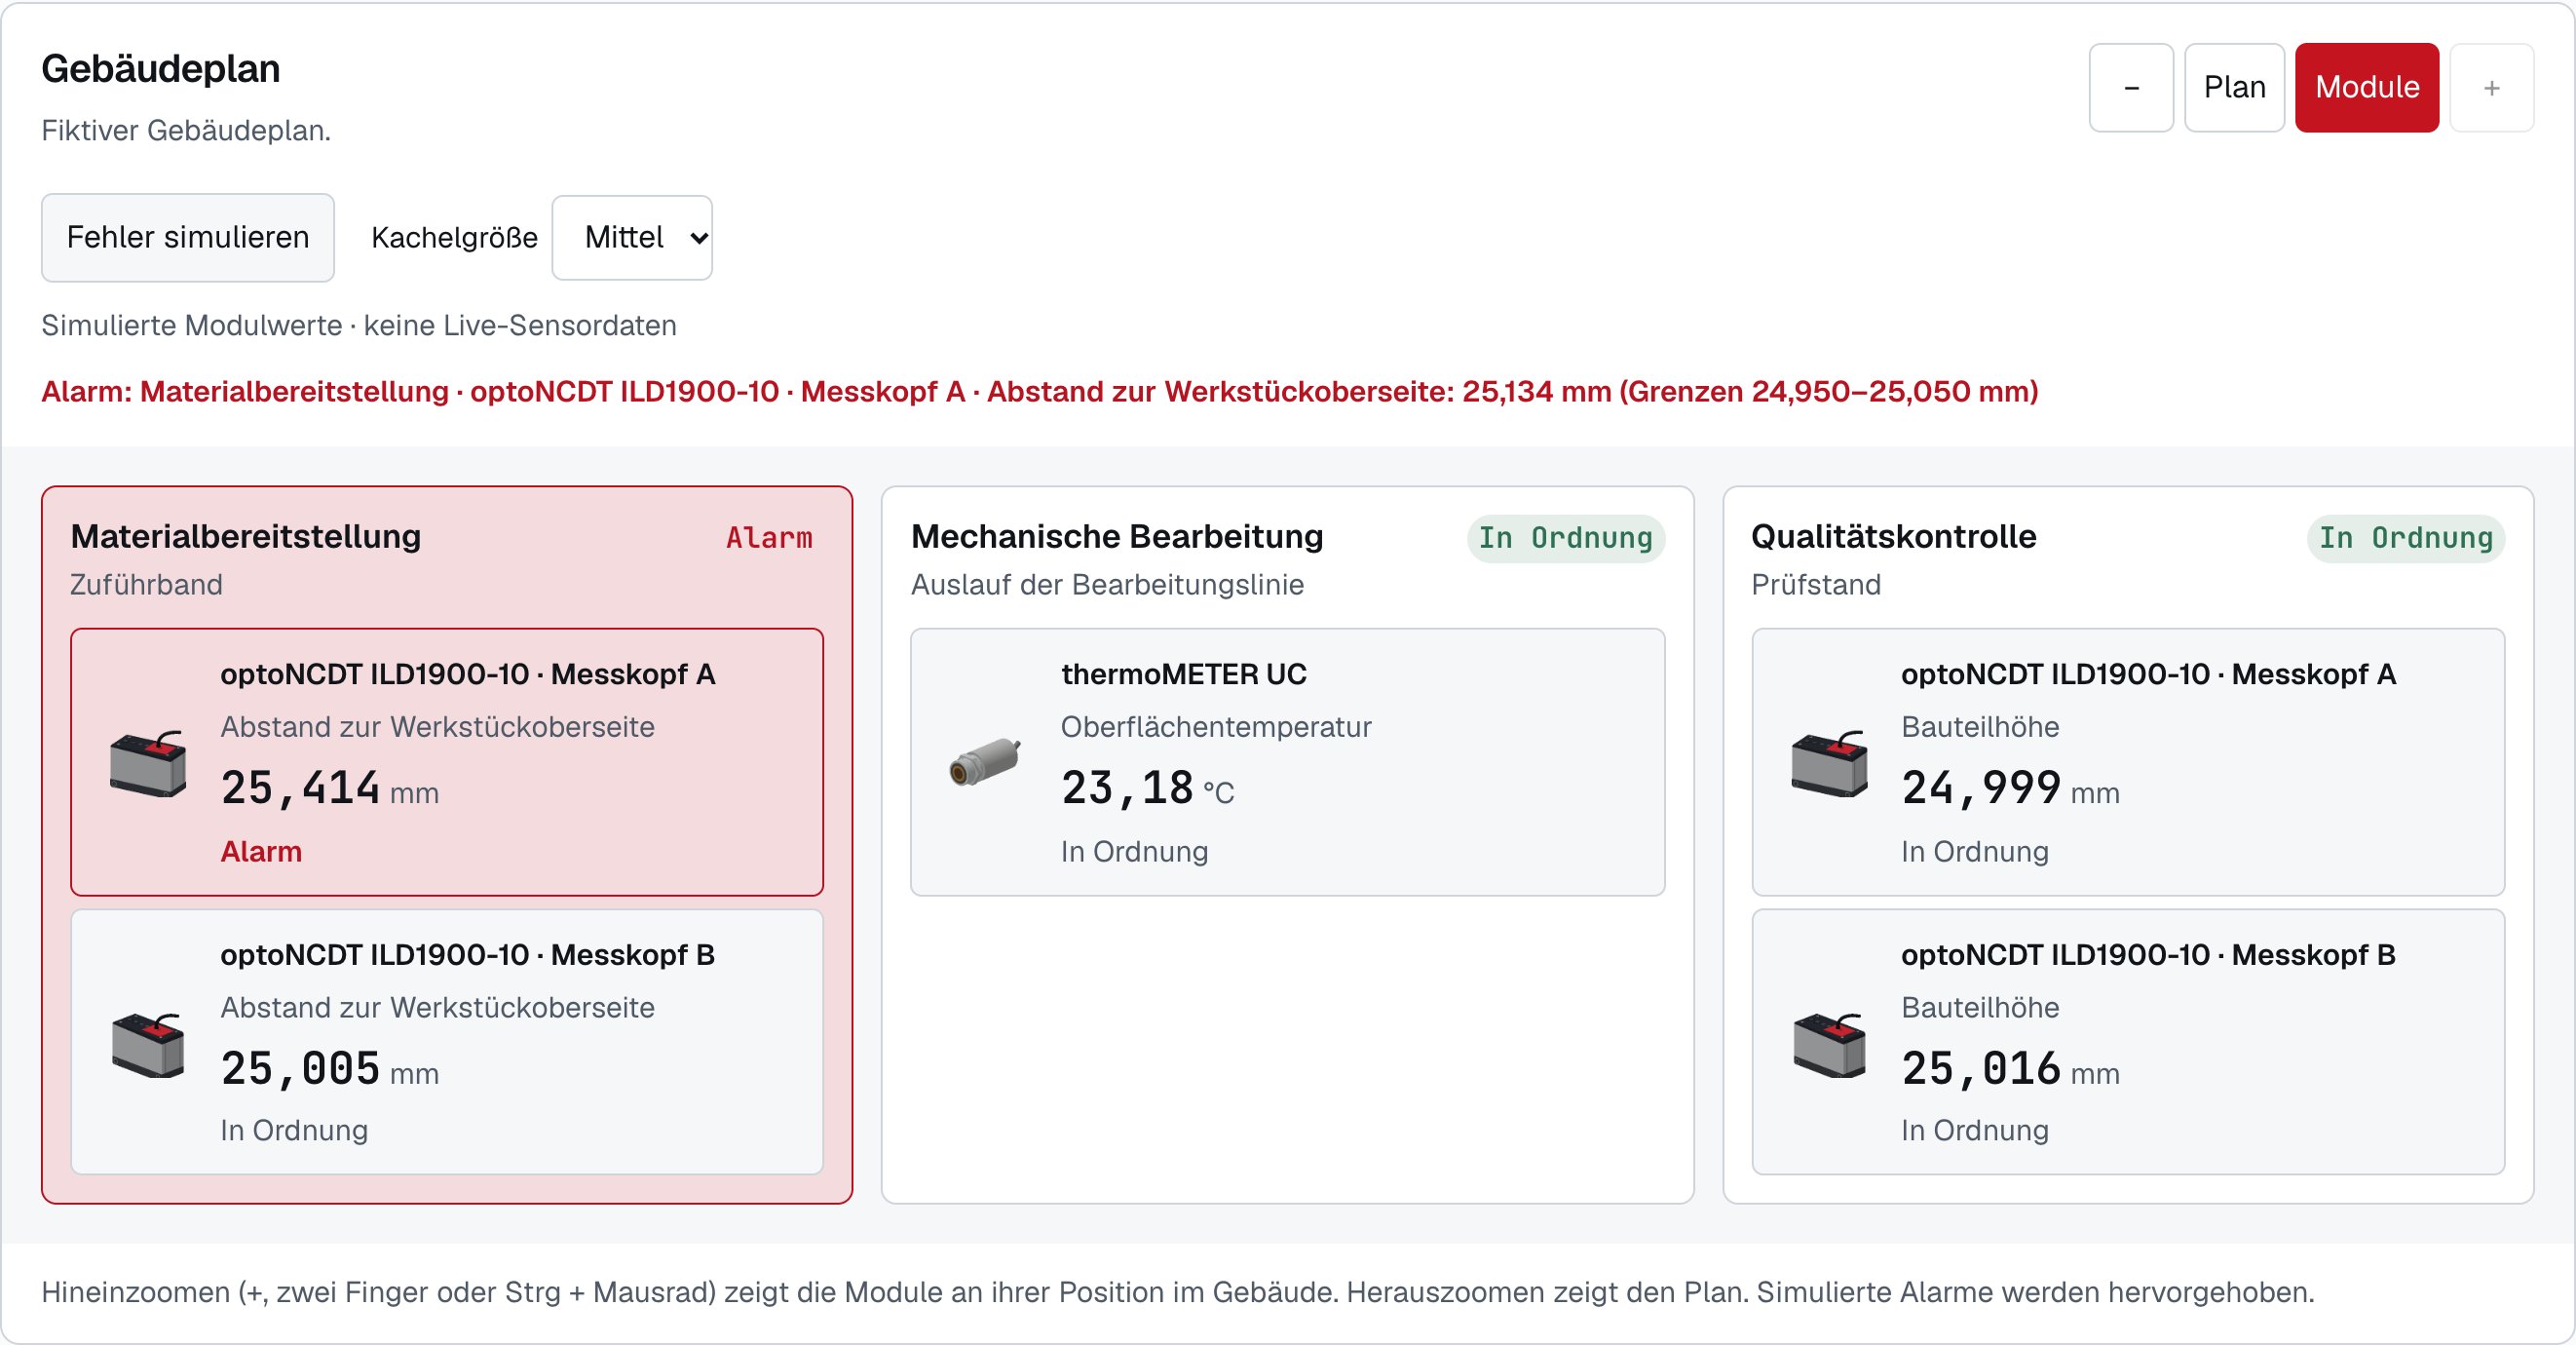 Gebäudeplan
Fiktiver Gebäudeplan.
− Plan Module +
Fehler simulieren Kachelgröße Mittel
Simulierte Modulwerte · keine Live-Sensordaten
Alarm: Materialbereitstellung · optoNCDT ILD1900-10 · Messkopf A · Abstand zur Werkstückoberseite: 25,134 mm (Grenzen 24,950–25,050 mm)
Materialbereitstellung Alarm
Zuführband
optoNCDT ILD1900-10 · Messkopf A
Abstand zur Werkstückoberseite
25,414 mm
Alarm
optoNCDT ILD1900-10 · Messkopf B
Abstand zur Werkstückoberseite
25,005 mm
In Ordnung
Mechanische Bearbeitung In Ordnung
Auslauf der Bearbeitungslinie
thermoMETER UC
Oberflächentemperatur
23,18 °C
In Ordnung
Qualitätskontrolle In Ordnung
Prüfstand
optoNCDT ILD1900-10 · Messkopf A
Bauteilhöhe
24,999 mm
In Ordnung
optoNCDT ILD1900-10 · Messkopf B
Bauteilhöhe
25,016 mm
In Ordnung
Hineinzoomen (+, zwei Finger oder Strg + Mausrad) zeigt die Module an ihrer Position im Gebäude. Herauszoomen zeigt den Plan. Simulierte Alarme werden hervorgehoben.